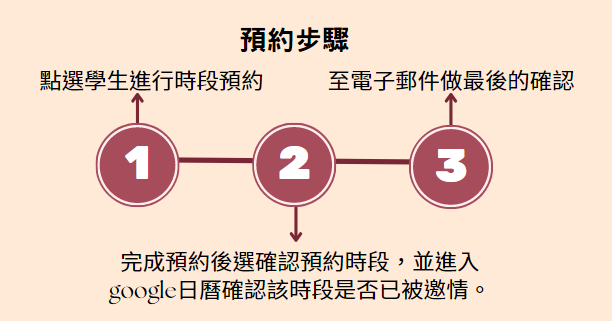 預約步驟
點選學生進行時段預約
至電子郵件做最後的確認
1
2
3
完成預約後選確認預約時段，並進入
google日曆確認該時段是否已被邀情。